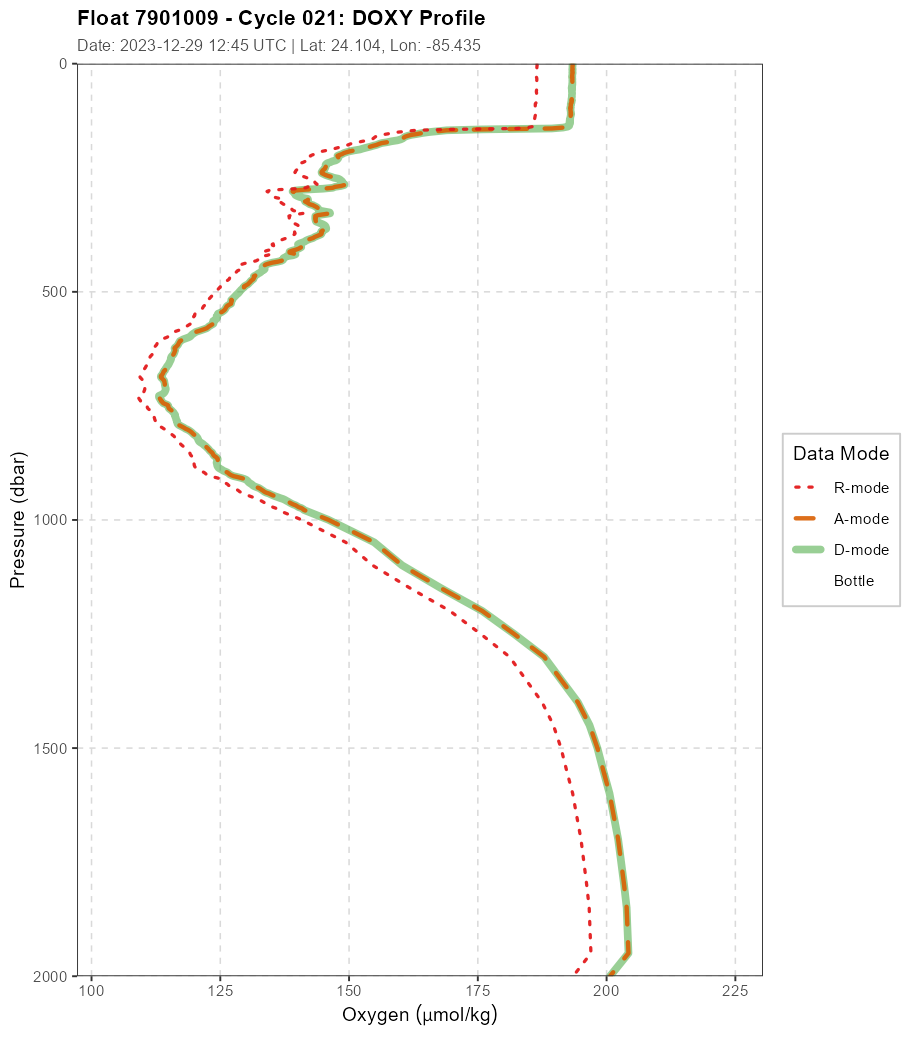 Float 7901009 - Cycle 021: DOXY Profile
Date: 2023-12-29 12:45 UTC | Lat: 24.104, Lon: -85.435
0
500
1000
1500
2000
Pressure (dbar)
100
125
150
175
200
225
Oxygen (µmol/kg)
Data Mode
R-mode
A-mode
D-mode
Bottle